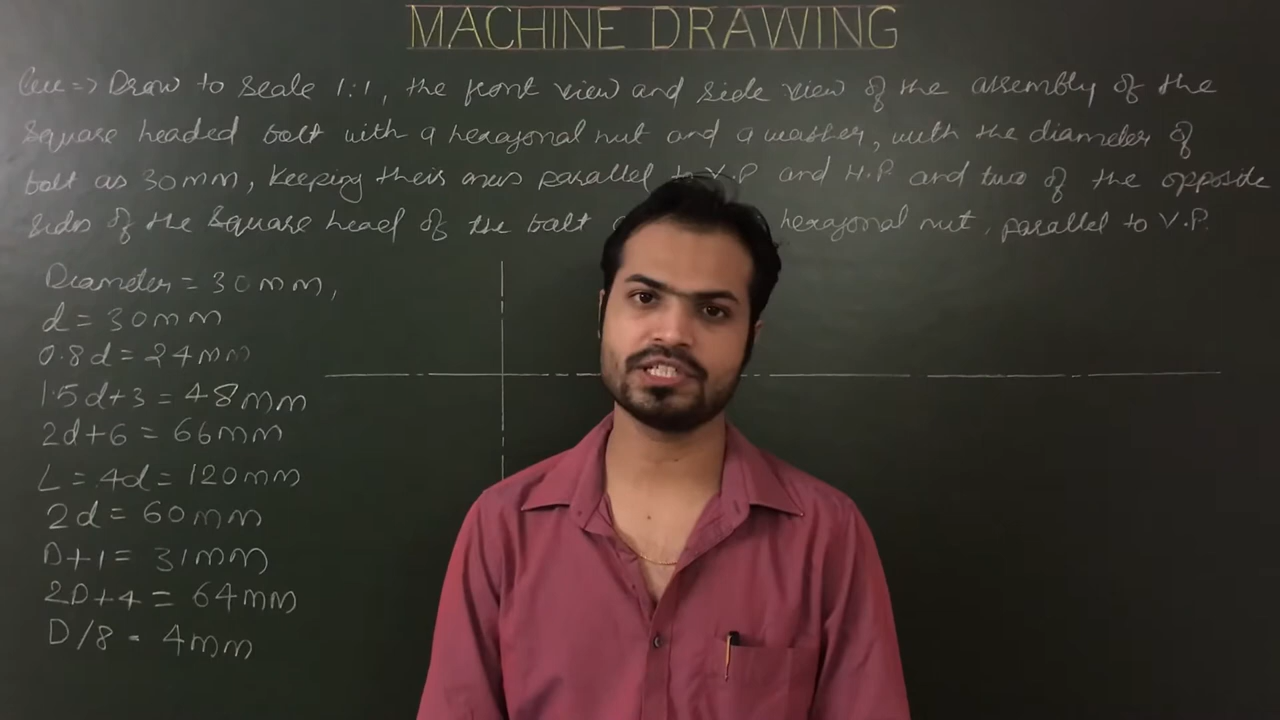 MACHINE DRAWING
Que => Draw to scale 1:1, the front view and side view of the assembly of the
square headed bolt with a hexagonal nut and a washer, with the diameter of
bolt as 30mm, keeping their axes parallel to V.P and H.P and two of the opposite
sides of the square head of the bolt hexagonal nut, parallel to V.P.
Diameter = 30mm,
d = 30mm
0.8d = 24mm
1.5d+3 = 48mm
2d+6 = 66mm
L = 4d = 120mm
2d = 60mm
D+1 = 31mm
2D+4 = 64mm
D/8 = 4mm